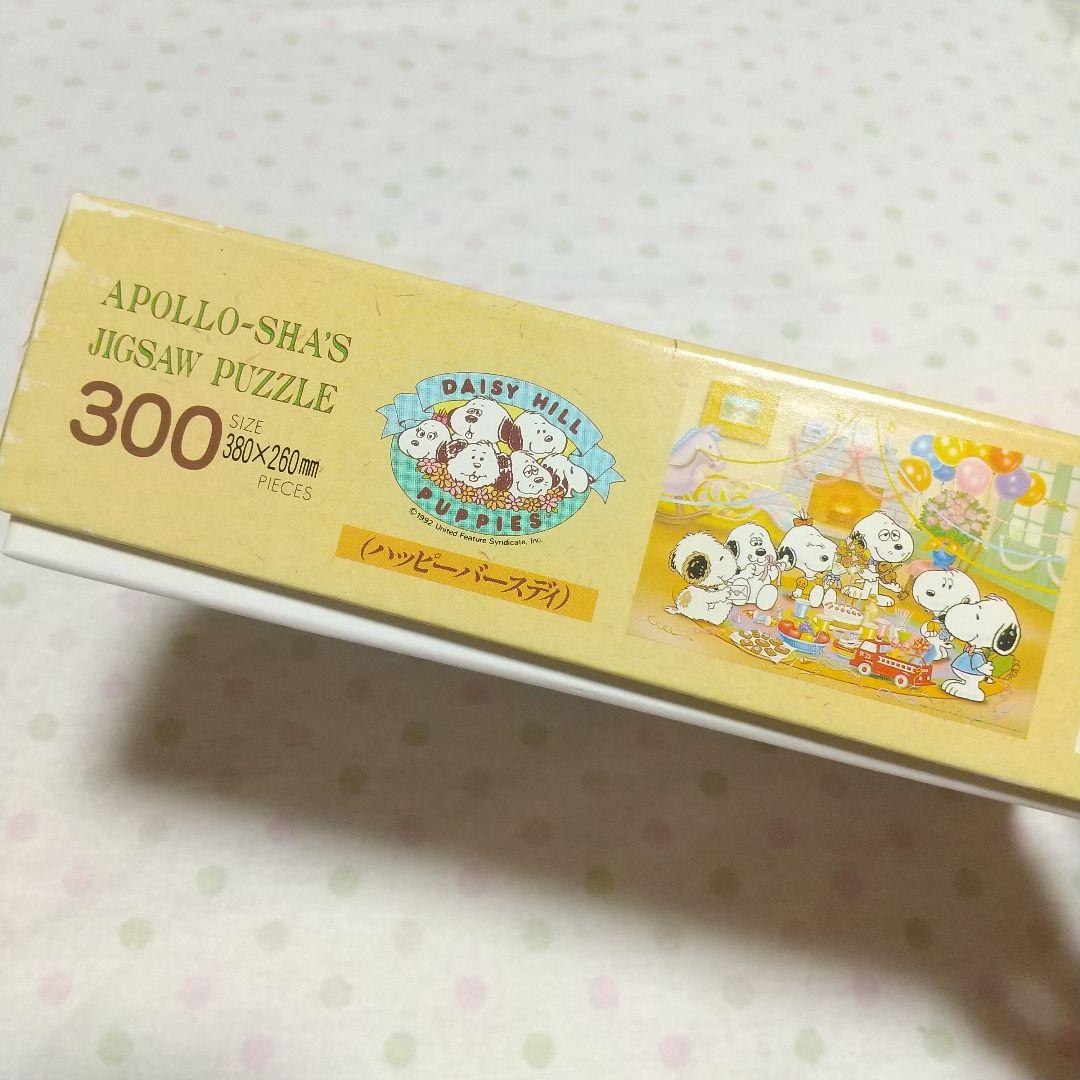 APOLLO-SHA'S
JIGSAW PUZZLE
300
SIZE
380×260mm
PIECES
DAISY HILL
PUPPIES™
©1992 United Feature Syndicate, Inc.
(ハッピーバースデイ)